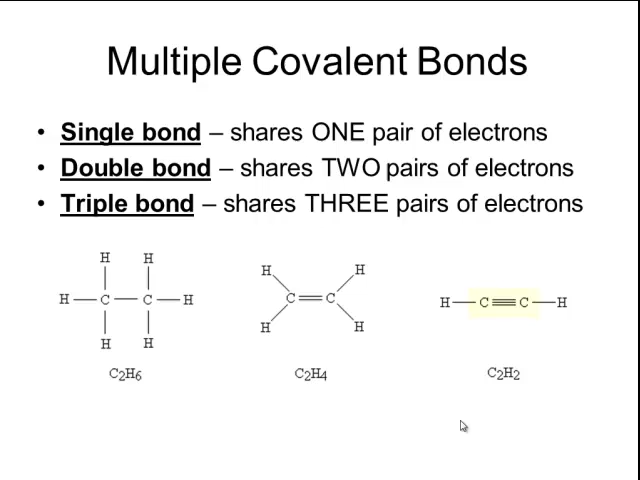 Multiple Covalent Bonds
• Single bond – shares ONE pair of electrons
• Double bond – shares TWO pairs of electrons
• Triple bond – shares THREE pairs of electrons
H H
H C C H
H H
C2H6
H H
C C
H H
C2H4
H C C H
C2H2